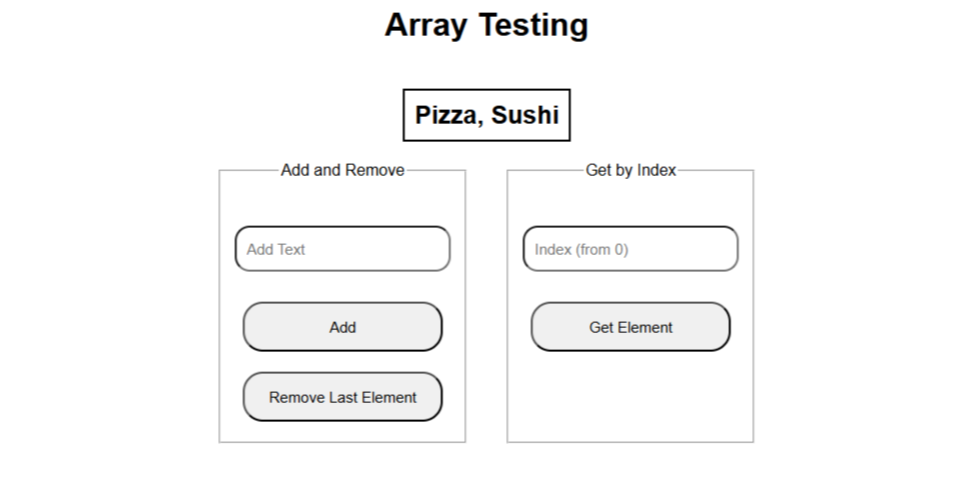 Array Testing
Pizza, Sushi
Add and Remove
Add Text
Add
Remove Last Element
Get by Index
Index (from 0)
Get Element